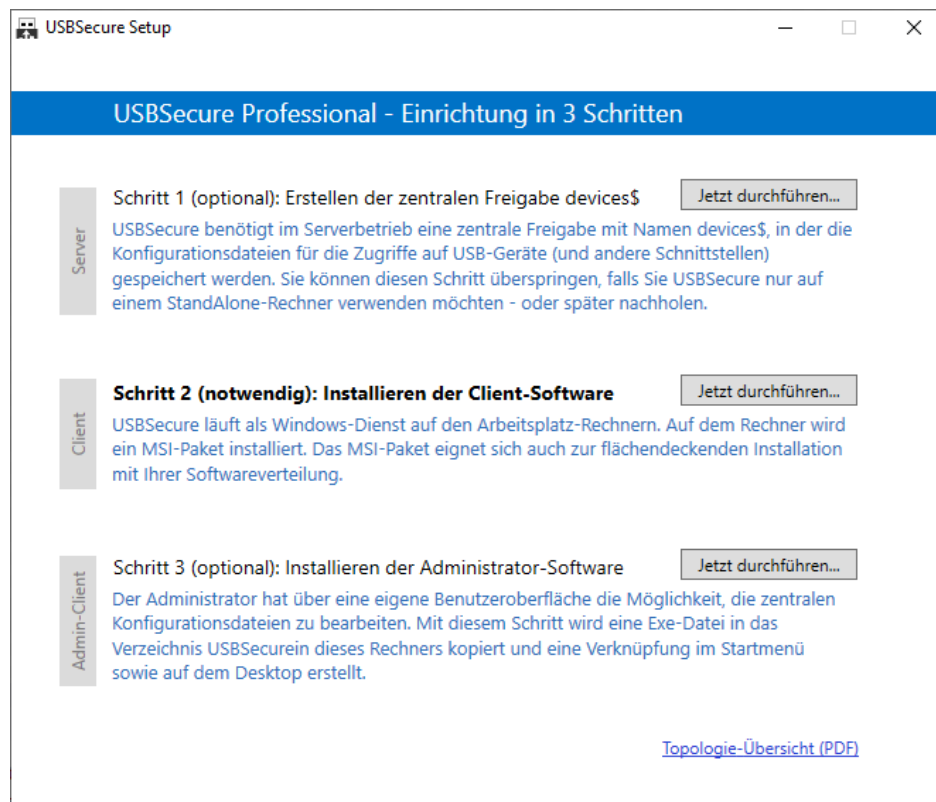 USBSecure Setup
USBSecure Professional - Einrichtung in 3 Schritten
Server
Schritt 1 (optional): Erstellen der zentralen Freigabe devices$
Jetzt durchführen...
USBSecure benötigt im Serverbetrieb eine zentrale Freigabe mit Namen devices$, in der die
Konfigurationsdateien für die Zugriffe auf USB-Geräte (und andere Schnittstellen)
gespeichert werden. Sie können diesen Schritt überspringen, falls Sie USBSecure nur auf
einem StandAlone-Rechner verwenden möchten - oder später nachholen.
Client
Schritt 2 (notwendig): Installieren der Client-Software
Jetzt durchführen...
USBSecure läuft als Windows-Dienst auf den Arbeitsplatz-Rechnern. Auf dem Rechner wird
ein MSI-Paket installiert. Das MSI-Paket eignet sich auch zur flächendeckenden Installation
mit Ihrer Softwareverteilung.
Admin-Client
Schritt 3 (optional): Installieren der Administrator-Software
Jetzt durchführen...
Der Administrator hat über eine eigene Benutzeroberfläche die Möglichkeit, die zentralen
Konfigurationsdateien zu bearbeiten. Mit diesem Schritt wird eine Exe-Datei in das
Verzeichnis USBSecurein dieses Rechners kopiert und eine Verknüpfung im Startmenü
sowie auf dem Desktop erstellt.
Topologie-Übersicht (PDF)